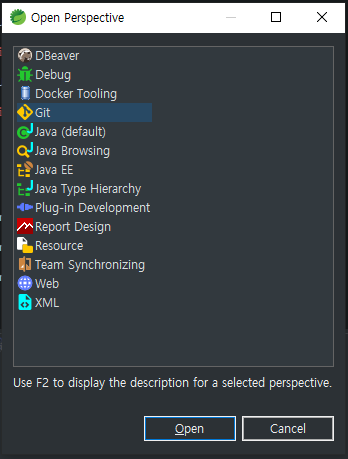 Open Perspective
DBeaver
Debug
Docker Tooling
Git
Java (default)
Java Browsing
Java EE
Java Type Hierarchy
Plug-in Development
Report Design
Resource
Team Synchronizing
Web
XML
Use F2 to display the description for a selected perspective.
Open
Cancel